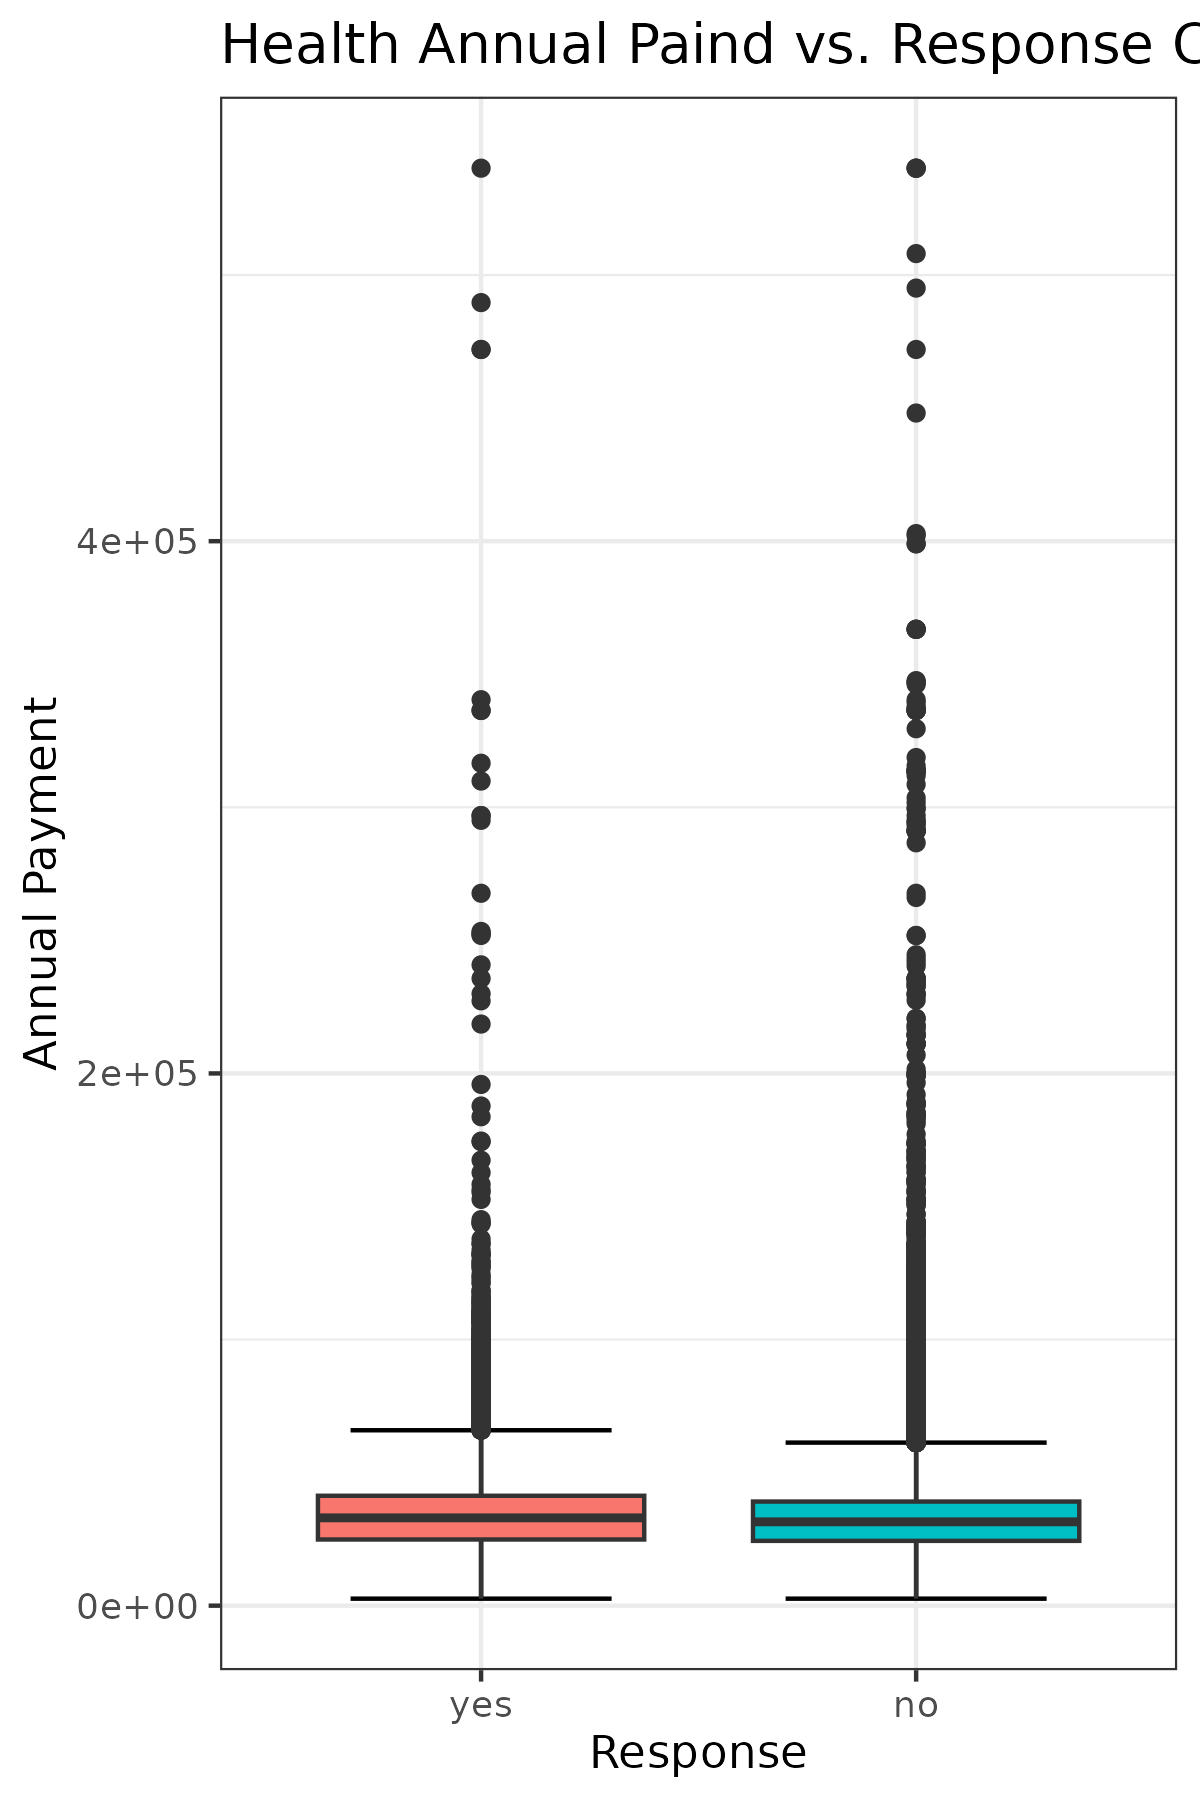 Health Annual Paind vs. Response
Annual Payment
4e+05
2e+05
0e+00
yes no
Response